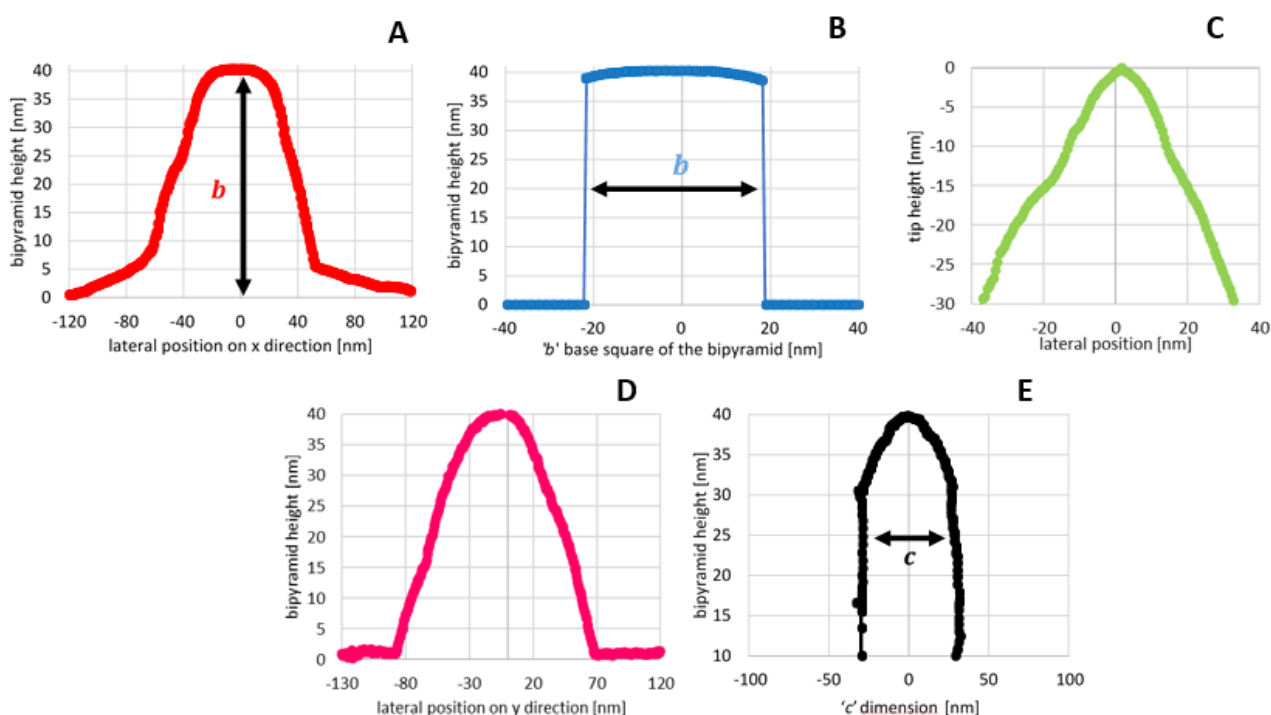 A
bipyramid height [nm]
40
35
30
25
20
15
10
5
0
b
-120 -80 -40 0 40 80 120
lateral position on x direction [nm]
B
bipyramid height [nm]
40
35
30
25
20
15
10
5
0
b
-40 -20 0 20 40
'b' base square of the bipyramid [nm]
C
tip height [nm]
0
-5
-10
-15
-20
-25
-30
-40 -20 0 20 40
lateral position [nm]
D
bipyramid height [nm]
40
35
30
25
20
15
10
5
0
-130 -80 -30 20 70 120
lateral position on y direction [nm]
E
bipyramid height [nm]
40
35
30
25
20
15
10
c
-100 -50 0 50 100
'c' dimension [nm]